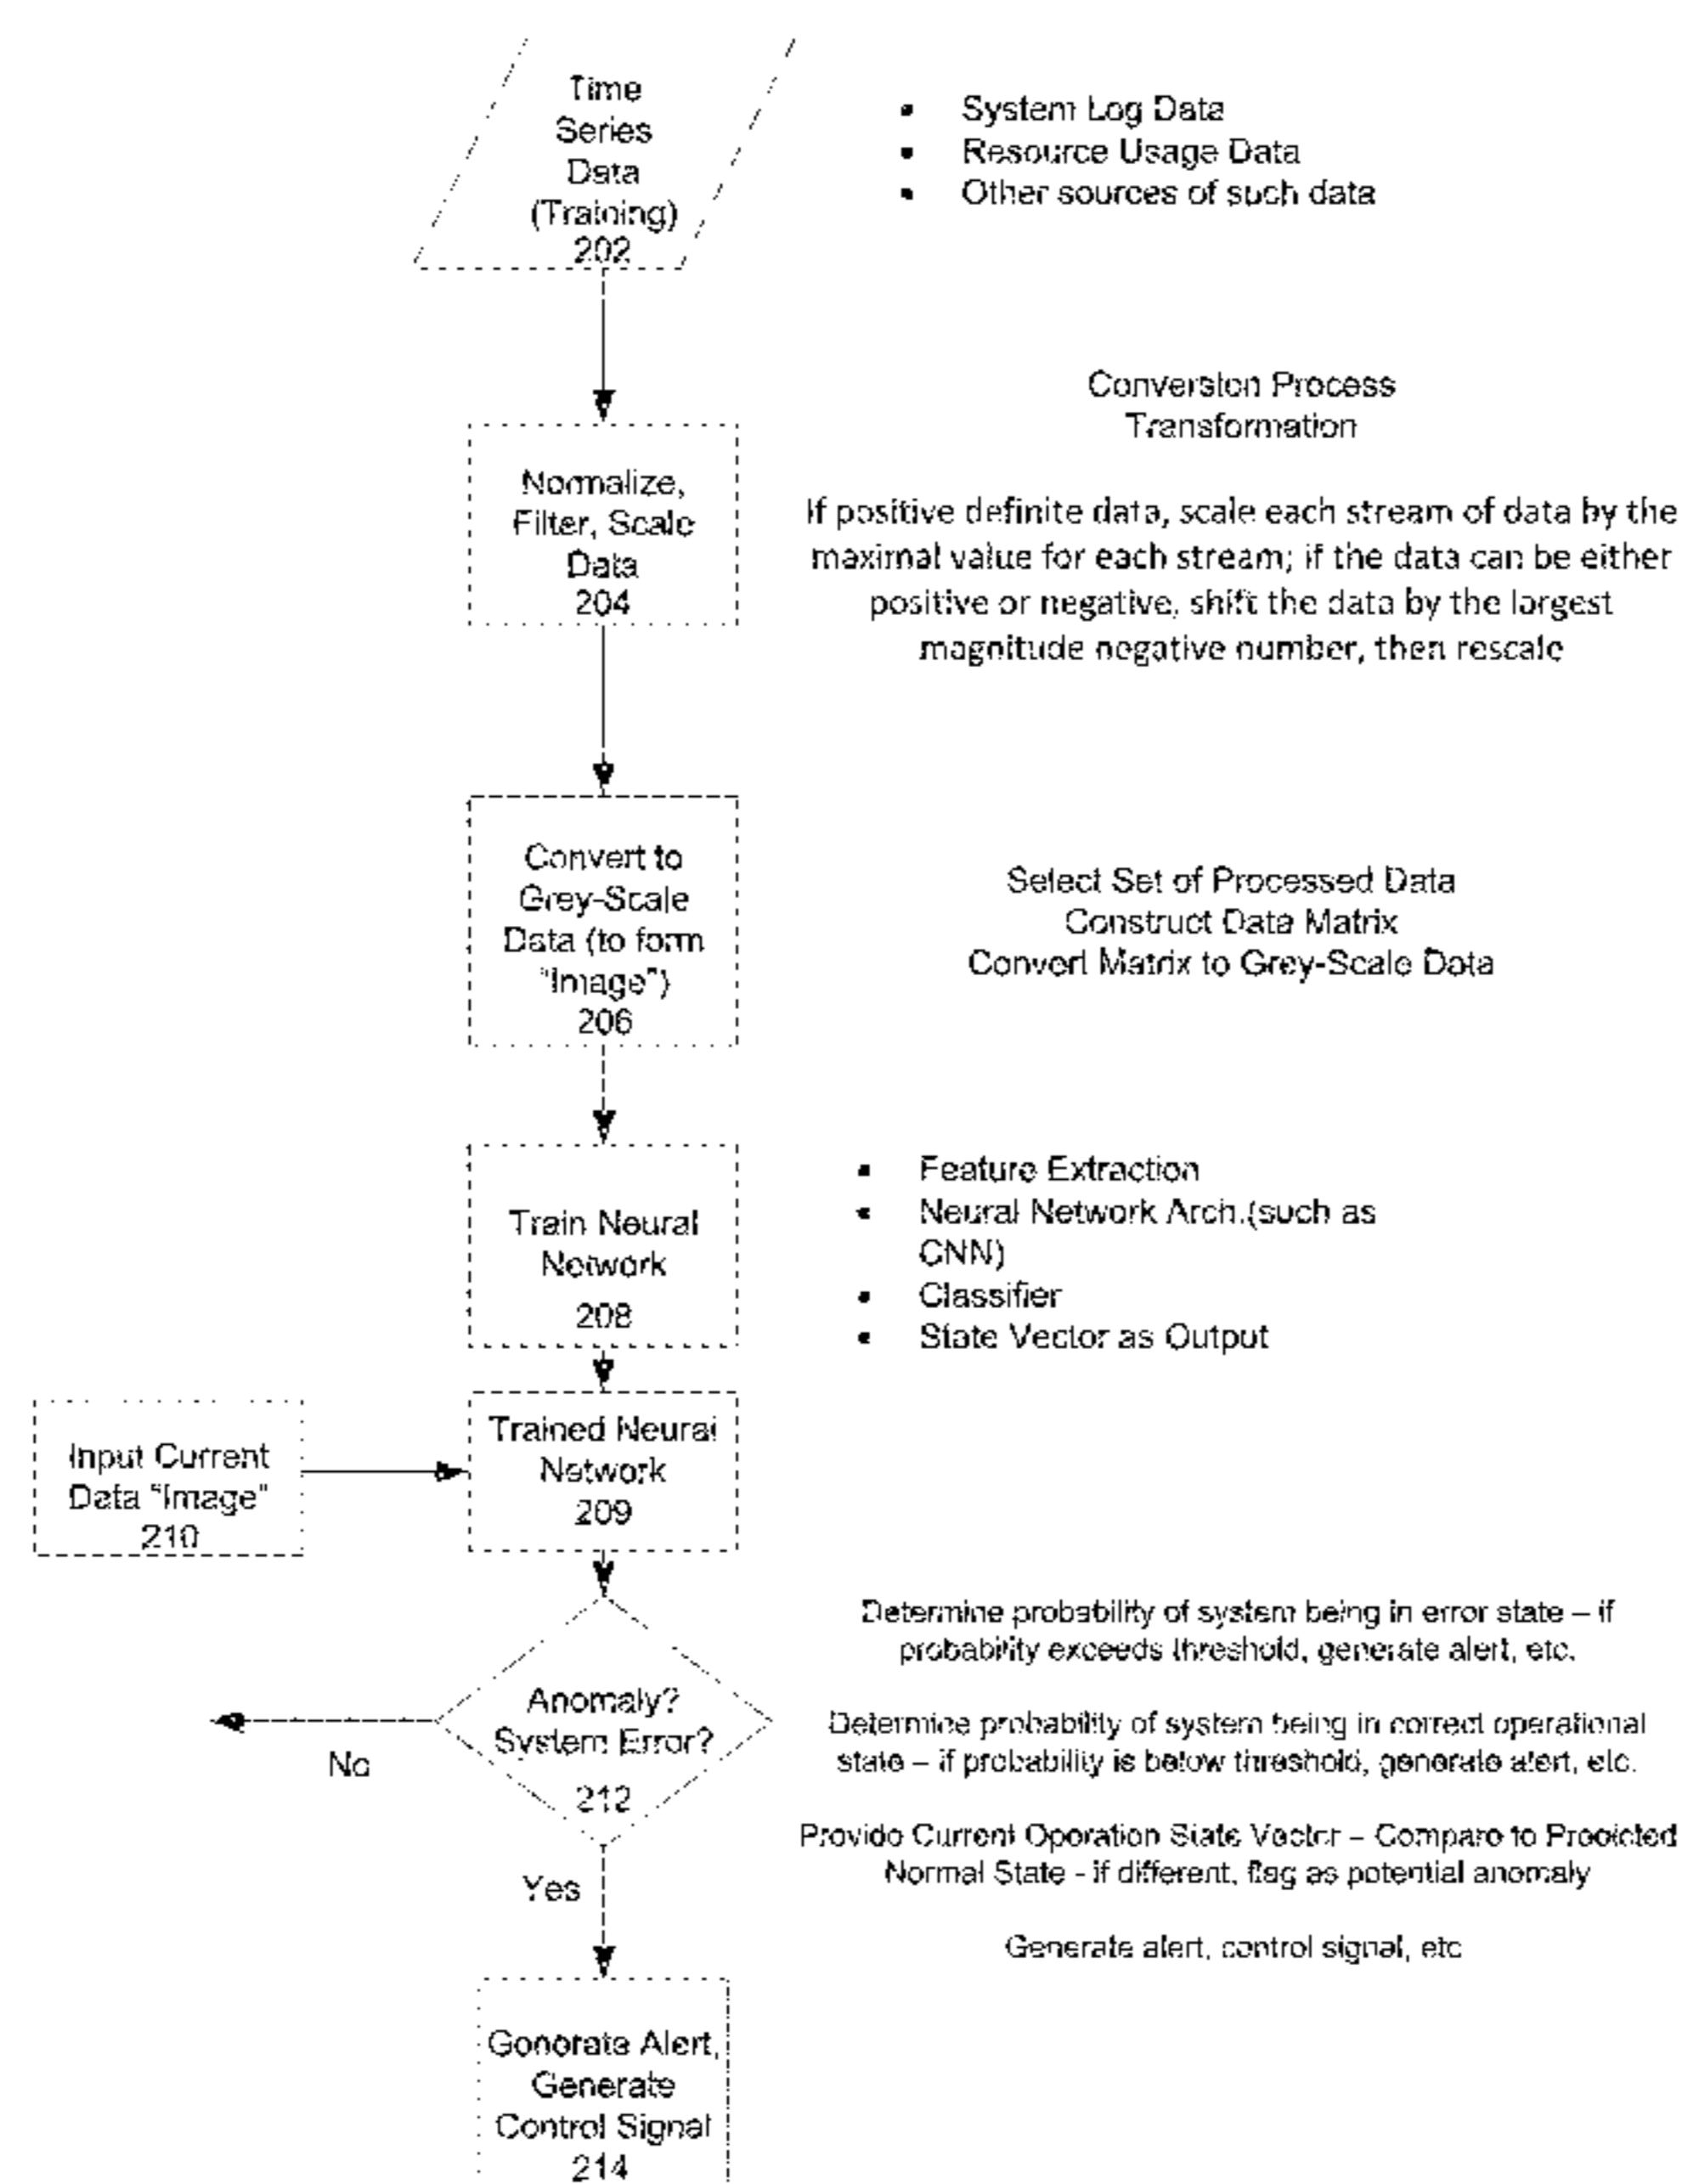 Time
Series
Data
(Training)
202
• System Log Data
• Resource Usage Data
• Other sources of such data
Conversion Process
Transformation
Normalize,
Filter, Scale
Data
204
If positive definite data, scale each stream of data by the
maximal value for each stream; if the data can be either
positive or negative, shift the data by the largest
magnitude negative number, then rescale
Convert to
Grey-Scale
Data (to form
"Image")
206
Select Set of Processed Data
Construct Data Matrix
Convert Matrix to Grey-Scale Data
Train Neural
Network
208
• Feature Extraction
• Neural Network Arch.(such as
CNN)
• Classifier
• State Vector as Output
Input Current
Data "Image"
210
Trained Neural
Network
209
Anomaly?
System Error?
212
No
Yes
Determine probability of system being in error state – if
probability exceeds threshold, generate alert, etc.
Determine probability of system being in correct operational
state – if probability is below threshold, generate alert, etc.
Provide Current Operation State Vector – Compare to Predicted
Normal State - if different, flag as potential anomaly
Generate alert, control signal, etc
Generate Alert,
Generate
Control Signal
214